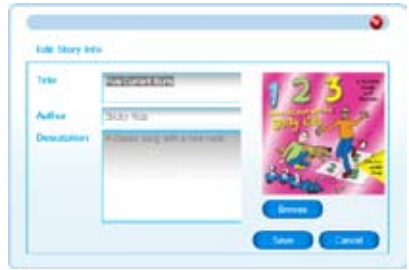 Edit Story Info
Title
Five Currant Buns
Author
Sticky Kids
Description
A classic song with a new twist
1 2 3
Browse
Save
Cancel